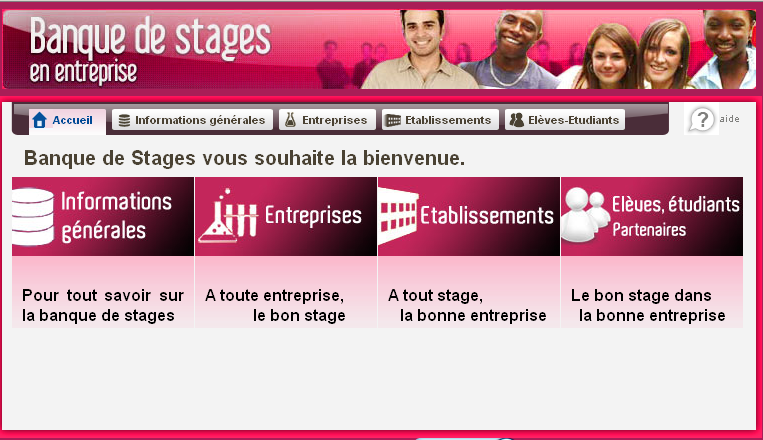 Banque de stages
en entreprise
Accueil
Informations générales
Entreprises
Etablissements
Elèves-Etudiants
?
aide
Banque de Stages vous souhaite la bienvenue.
Informations
générales
Entreprises
Etablissements
Elèves, étudiants
Partenaires
Pour tout savoir sur
la banque de stages
A toute entreprise,
le bon stage
A tout stage,
la bonne entreprise
Le bon stage dans
la bonne entreprise